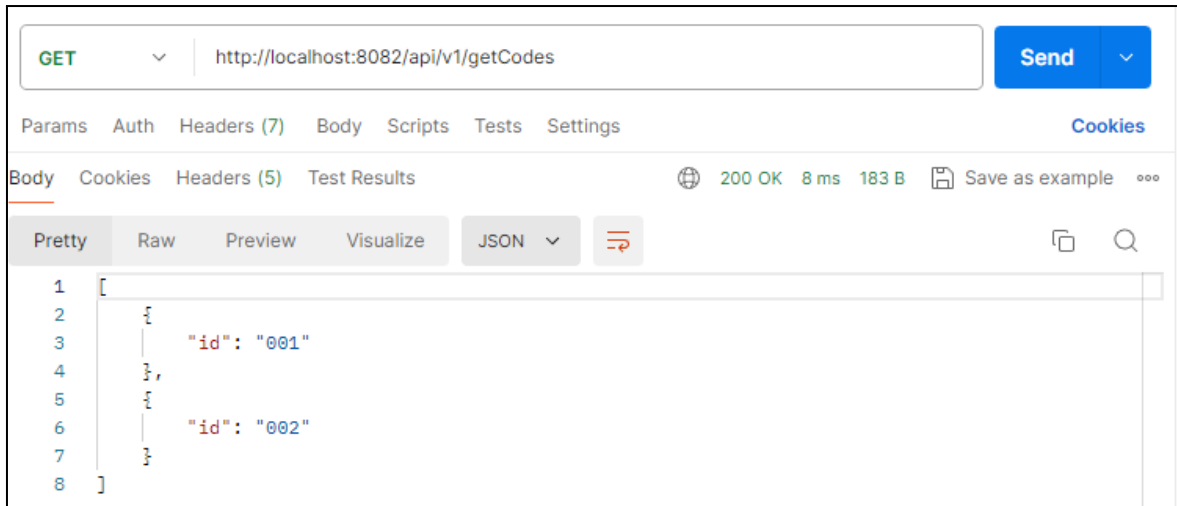 GET http://localhost:8082/api/v1/getCodes Send
Params Auth Headers (7) Body Scripts Tests Settings Cookies
Body Cookies Headers (5) Test Results 200 OK 8 ms 183 B Save as example
Pretty Raw Preview Visualize JSON
1 [
2 {
3 "id": "001"
4 },
5 {
6 "id": "002"
7 }
8 ]